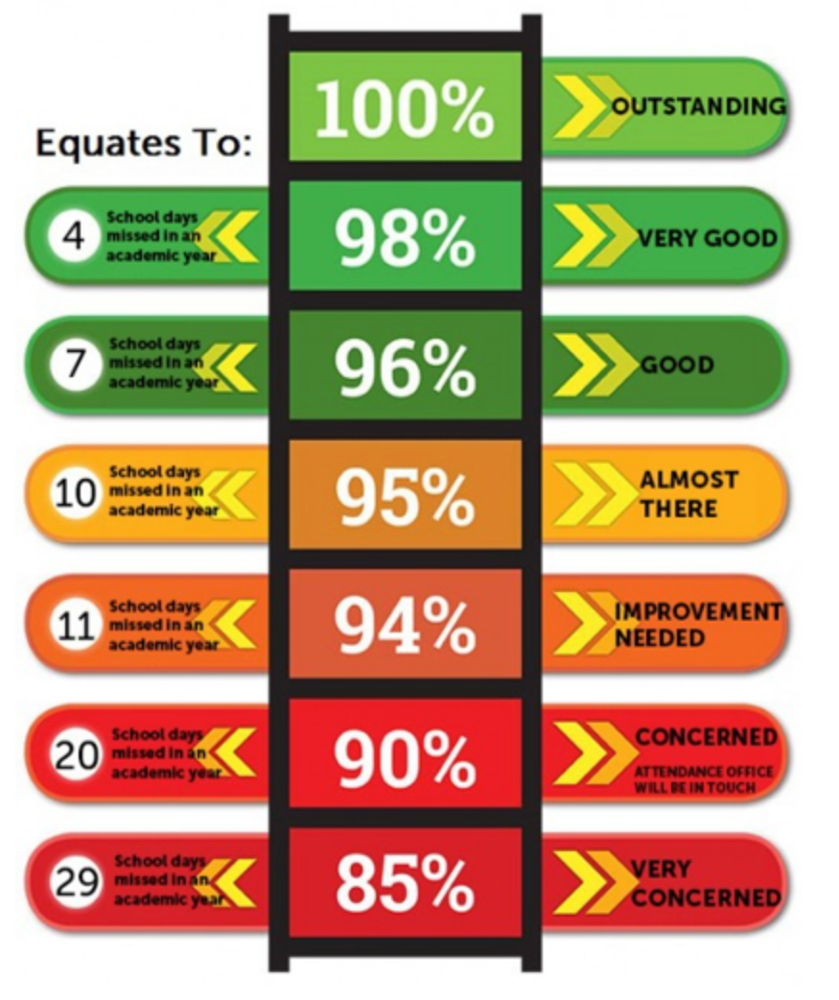 100%
OUTSTANDING
Equates To:
4
School days
missed in an
academic year
98%
VERY GOOD
7
School days
missed in an
academic year
96%
GOOD
10
School days
missed in an
academic year
95%
ALMOST
THERE
11
School days
missed in an
academic year
94%
IMPROVEMENT
NEEDED
20
School days
missed in an
academic year
90%
CONCERNED
ATTENDANCE OFFICE
WILL BE IN TOUCH
29
School days
missed in an
academic year
85%
VERY
CONCERNED